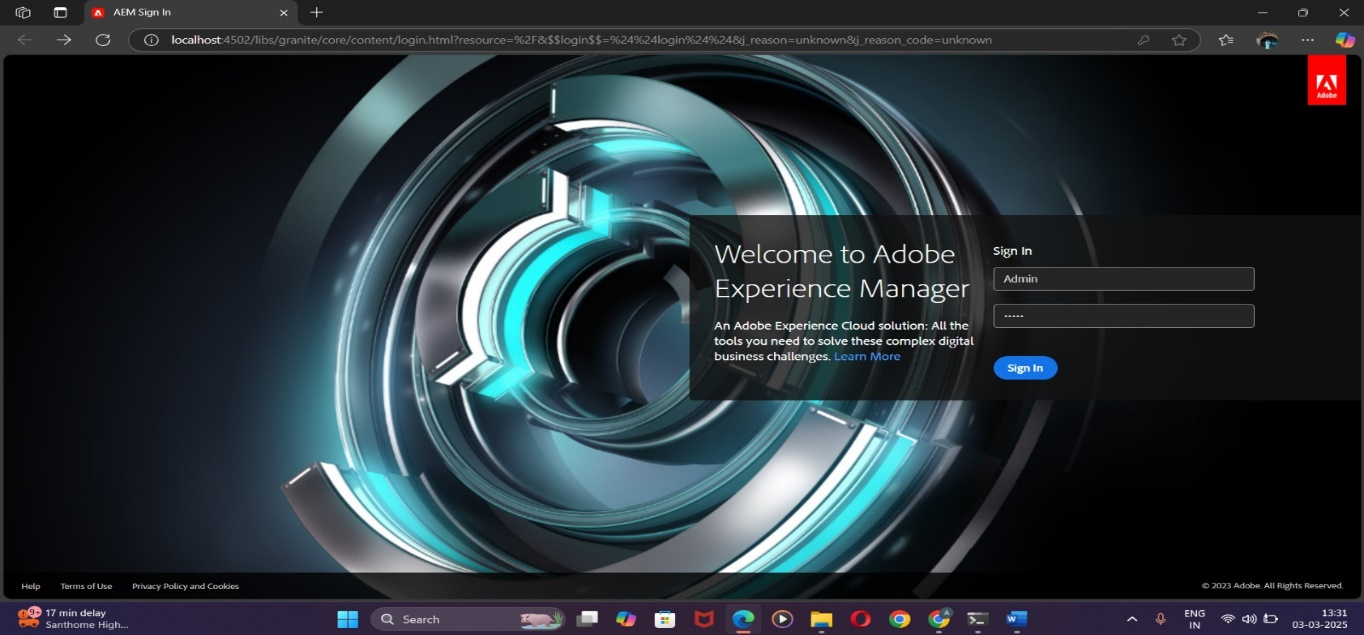 AEM Sign In
localhost:4502/libs/granite/core/content/login.html?resource=%2F&$$login$$=%24%24login%24%24&j_reason=unknown&j_reason_code=unknown
Adobe
Welcome to Adobe
Experience Manager
An Adobe Experience Cloud solution: All the
tools you need to solve these complex digital
business challenges. Learn More
Sign In
Admin
-----
Sign In
Help Terms of Use Privacy Policy and Cookies
© 2023 Adobe. All Rights Reserved.
9+
17 min delay
Santhome High...
Search
ENG
IN
13:31
03-03-2025